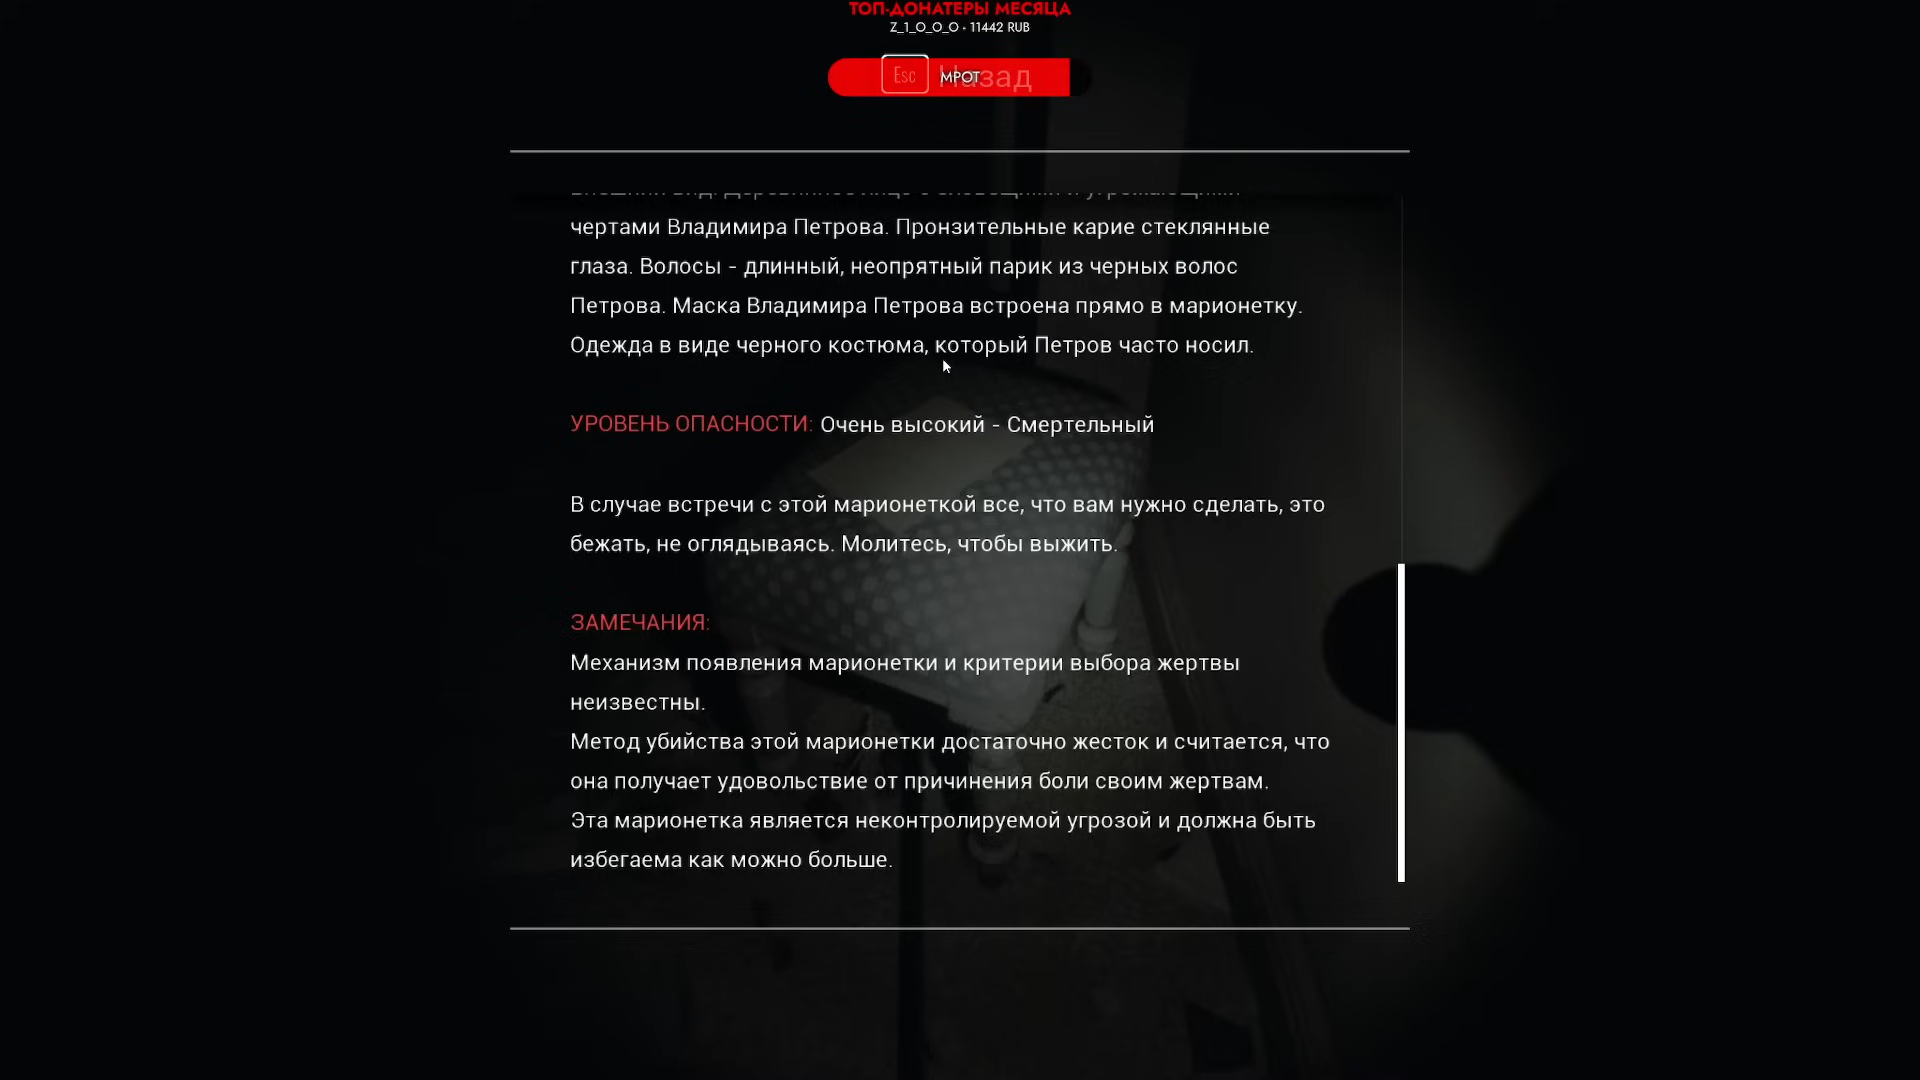 ТОП-ДОНАТЕРЫ МЕСЯЦА
Z_1_O_O_O - 11442 RUB
Esc Назад
МРОТ
чертами Владимира Петрова. Пронзительные карие стеклянные
глаза. Волосы - длинный, неопрятный парик из черных волос
Петрова. Маска Владимира Петрова встроена прямо в марионетку.
Одежда в виде черного костюма, который Петров часто носил.
УРОВЕНЬ ОПАСНОСТИ: Очень высокий - Смертельный
В случае встречи с этой марионеткой все, что вам нужно сделать, это
бежать, не оглядываясь. Молитесь, чтобы выжить.
ЗАМЕЧАНИЯ:
Механизм появления марионетки и критерии выбора жертвы
неизвестны.
Метод убийства этой марионетки достаточно жесток и считается, что
она получает удовольствие от причинения боли своим жертвам.
Эта марионетка является неконтролируемой угрозой и должна быть
избегаема как можно больше.